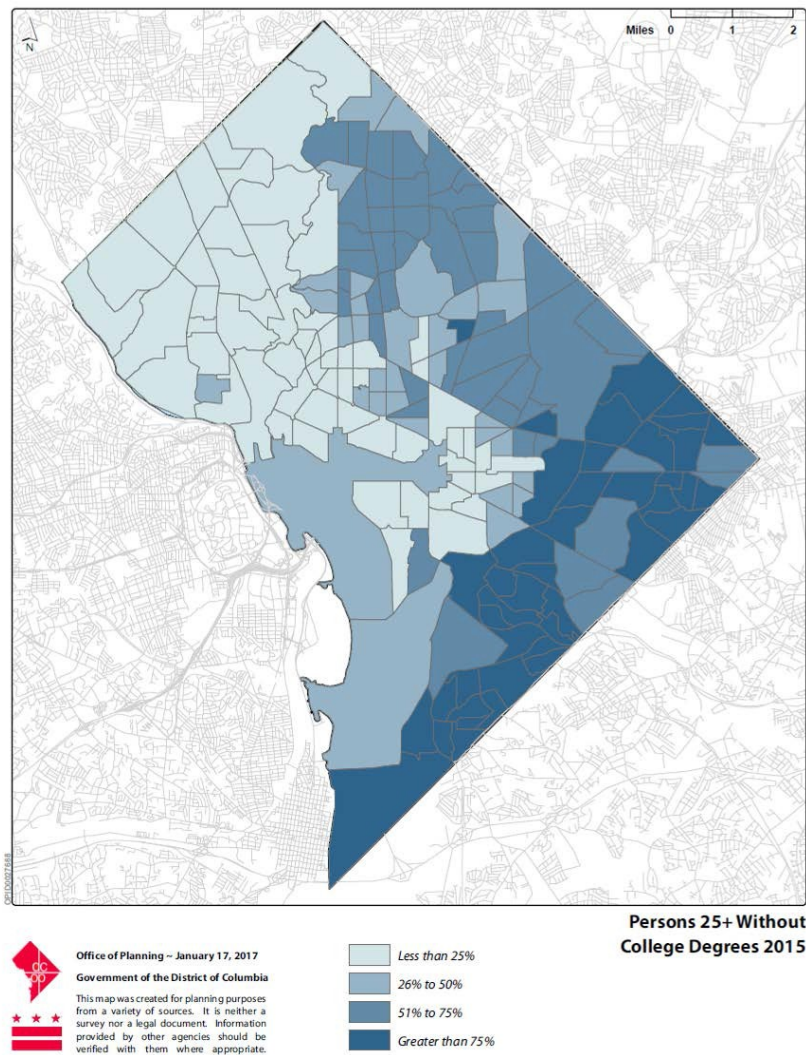 N
Miles 0 1 2
Persons 25+ Without
College Degrees 2015
dc
op
Office of Planning ~ January 17, 2017
Government of the District of Columbia
This map was created for planning purposes
from a variety of sources. It is neither a
survey nor a legal document. Information
provided by other agencies should be
verified with them where appropriate.
Less than 25%
26% to 50%
51% to 75%
Greater than 75%